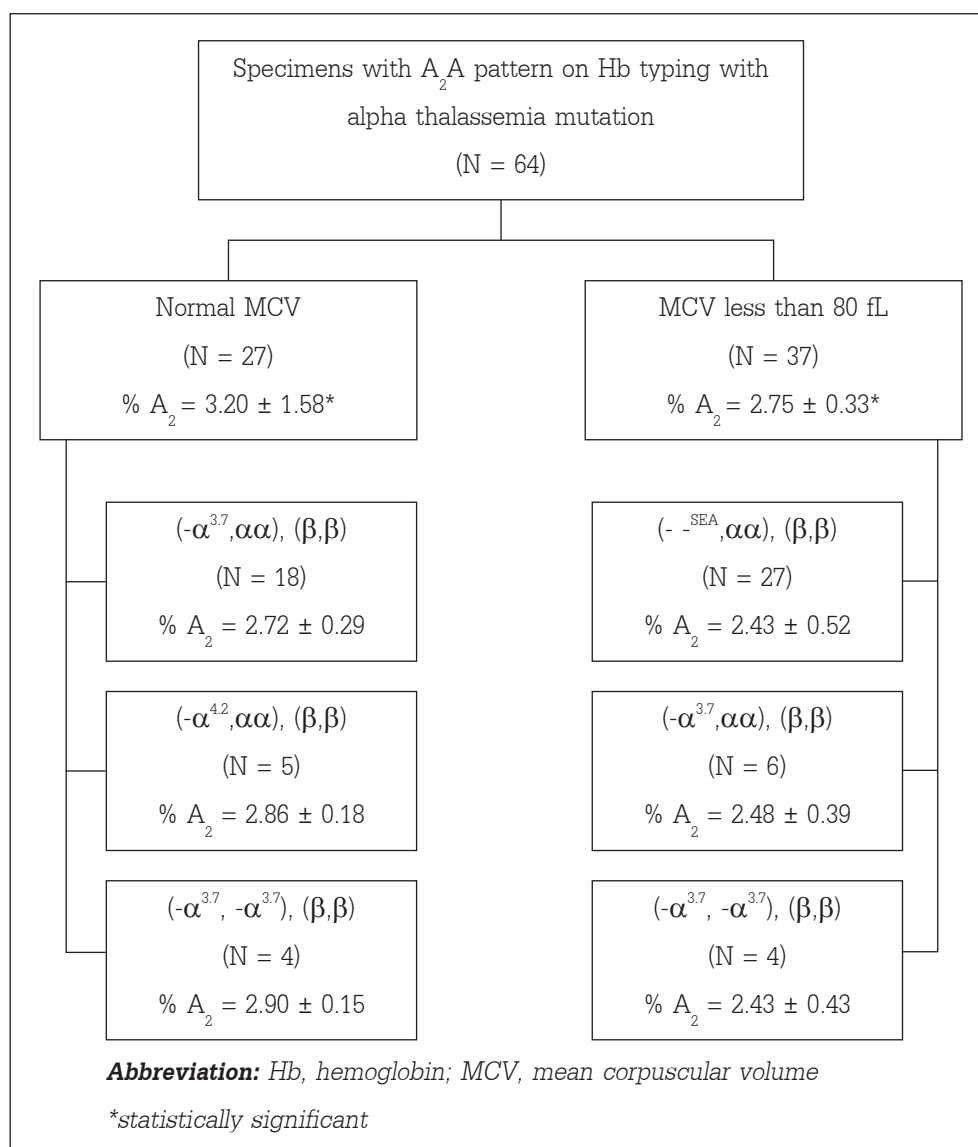 Specimens with A₂A pattern on Hb typing with
alpha thalassemia mutation
(N = 64)
Normal MCV
(N = 27)
% A₂ = 3.20 ± 1.58*
MCV less than 80 fL
(N = 37)
% A₂ = 2.75 ± 0.33*
(-α³·⁷,αα), (β,β)
(N = 18)
% A₂ = 2.72 ± 0.29
(-α⁴·²,αα), (β,β)
(N = 5)
% A₂ = 2.86 ± 0.18
(-α³·⁷, -α³·⁷), (β,β)
(N = 4)
% A₂ = 2.90 ± 0.15
(- -ˢᴱᴬ,αα), (β,β)
(N = 27)
% A₂ = 2.43 ± 0.52
(-α³·⁷,αα), (β,β)
(N = 6)
% A₂ = 2.48 ± 0.39
(-α³·⁷, -α³·⁷), (β,β)
(N = 4)
% A₂ = 2.43 ± 0.43
Abbreviation: Hb, hemoglobin; MCV, mean corpuscular volume
*statistically significant